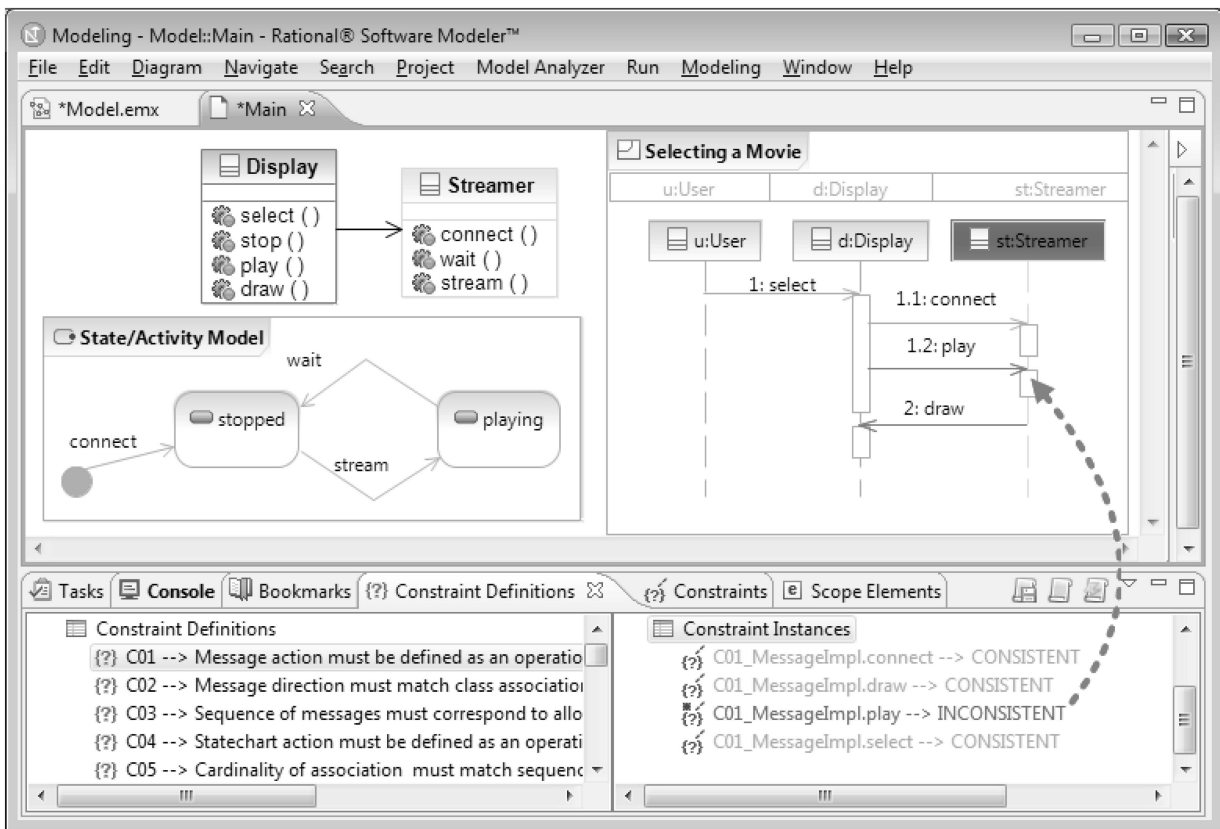 Modeling - Model::Main - Rational® Software Modeler™
File Edit Diagram Navigate Search Project Model Analyzer Run Modeling Window Help
*Model.emx
*Main
Display
select ( )
stop ( )
play ( )
draw ( )
Streamer
connect ( )
wait ( )
stream ( )
State/Activity Model
wait
stopped
playing
connect
stream
Selecting a Movie
u:User d:Display st:Streamer
u:User d:Display st:Streamer
1: select
1.1: connect
1.2: play
2: draw
Tasks Console Bookmarks {?} Constraint Definitions {?} Constraints e Scope Elements
Constraint Definitions
{?} C01 --> Message action must be defined as an operatio
{?} C02 --> Message direction must match class association
{?} C03 --> Sequence of messages must correspond to allo
{?} C04 --> Statechart action must be defined as an operati
{?} C05 --> Cardinality of association must match sequenc
Constraint Instances
{?} C01_MessageImpl.connect --> CONSISTENT
{?} C01_MessageImpl.draw --> CONSISTENT
{?} C01_MessageImpl.play --> INCONSISTENT
{?} C01_MessageImpl.select --> CONSISTENT